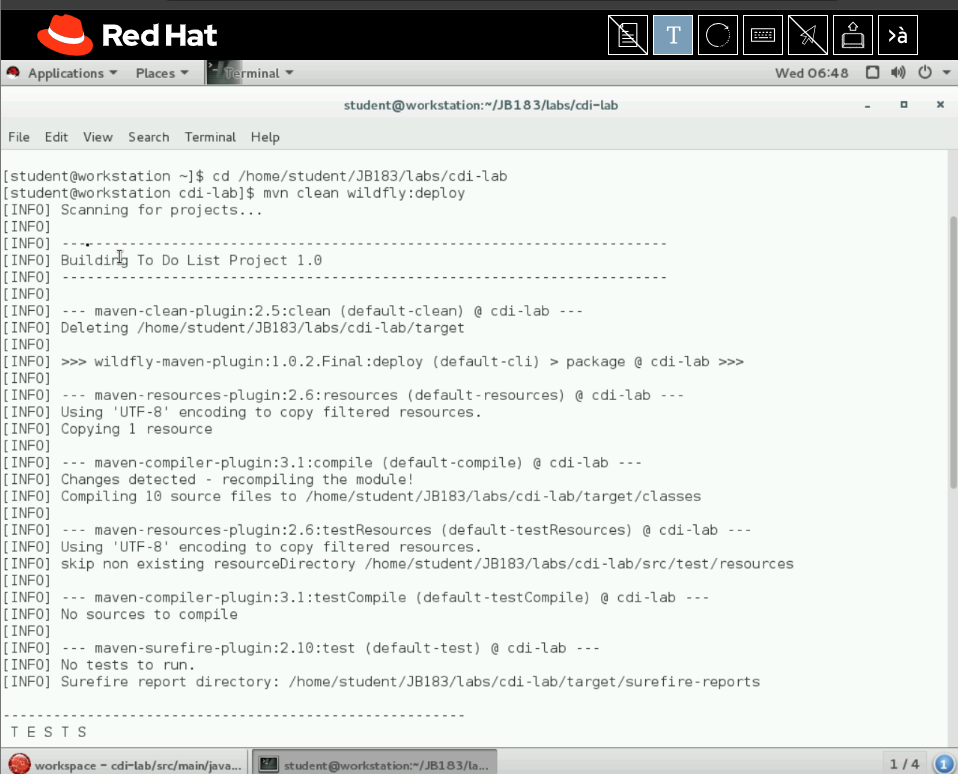 Red Hat
T
>à
Applications Places Terminal Wed 06:48
student@workstation:~/JB183/labs/cdi-lab
File Edit View Search Terminal Help
[student@workstation ~]$ cd /home/student/JB183/labs/cdi-lab
[student@workstation cdi-lab]$ mvn clean wildfly:deploy
[INFO] Scanning for projects...
[INFO]
[INFO] ------------------------------------------------------------------------
[INFO] Building To Do List Project 1.0
[INFO] ------------------------------------------------------------------------
[INFO]
[INFO] --- maven-clean-plugin:2.5:clean (default-clean) @ cdi-lab ---
[INFO] Deleting /home/student/JB183/labs/cdi-lab/target
[INFO]
[INFO] >>> wildfly-maven-plugin:1.0.2.Final:deploy (default-cli) > package @ cdi-lab >>>
[INFO]
[INFO] --- maven-resources-plugin:2.6:resources (default-resources) @ cdi-lab ---
[INFO] Using 'UTF-8' encoding to copy filtered resources.
[INFO] Copying 1 resource
[INFO]
[INFO] --- maven-compiler-plugin:3.1:compile (default-compile) @ cdi-lab ---
[INFO] Changes detected - recompiling the module!
[INFO] Compiling 10 source files to /home/student/JB183/labs/cdi-lab/target/classes
[INFO]
[INFO] --- maven-resources-plugin:2.6:testResources (default-testResources) @ cdi-lab ---
[INFO] Using 'UTF-8' encoding to copy filtered resources.
[INFO] skip non existing resourceDirectory /home/student/JB183/labs/cdi-lab/src/test/resources
[INFO]
[INFO] --- maven-compiler-plugin:3.1:testCompile (default-testCompile) @ cdi-lab ---
[INFO] No sources to compile
[INFO]
[INFO] --- maven-surefire-plugin:2.10:test (default-test) @ cdi-lab ---
[INFO] No tests to run.
[INFO] Surefire report directory: /home/student/JB183/labs/cdi-lab/target/surefire-reports
-------------------------------------------------------
T E S T S
workspace - cdi-lab/src/main/java... student@workstation:~/JB183/la... 1 / 4 1